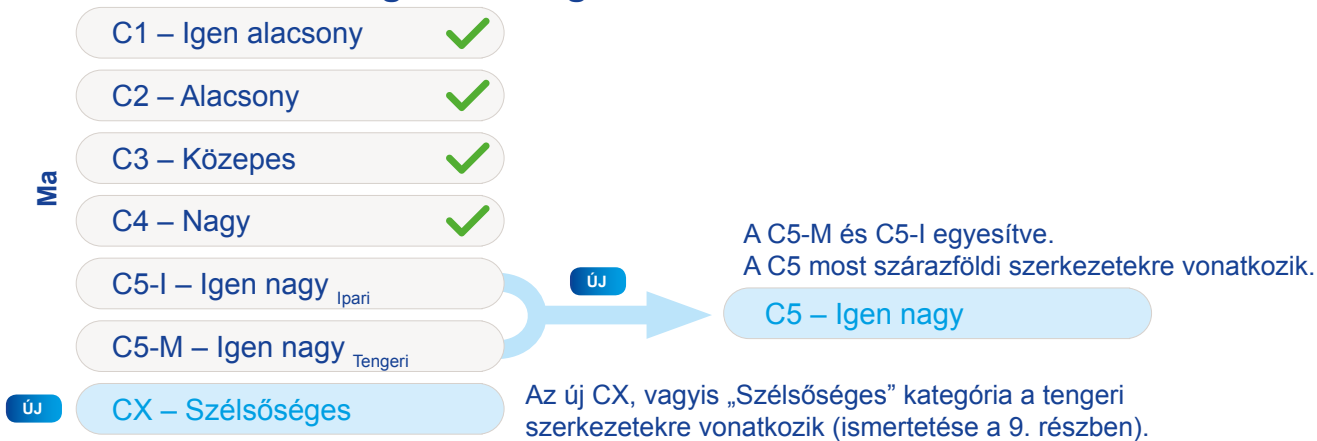 C1 – Igen alacsony
C2 – Alacsony
C3 – Közepes
Ma
C4 – Nagy
C5-I – Igen nagy Ipari
C5-M – Igen nagy Tengeri
ÚJ
A C5-M és C5-I egyesítve.
A C5 most szárazföldi szerkezetekre vonatkozik.
C5 – Igen nagy
ÚJ
CX – Szélsőséges
Az új CX, vagyis „Szélsőséges” kategória a tengeri
szerkezetekre vonatkozik (ismertetése a 9. részben).